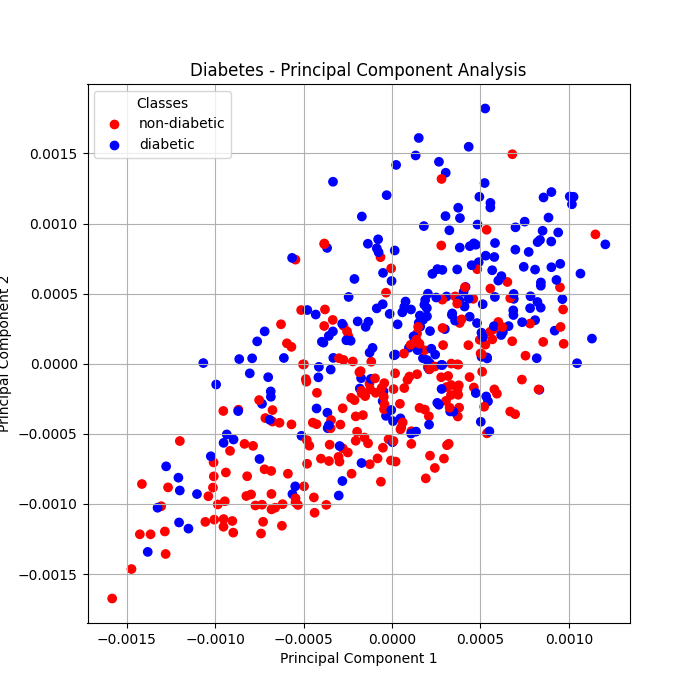 Diabetes - Principal Component Analysis
Classes
non-diabetic
diabetic
0.0015
0.0010
0.0005
0.0000
−0.0005
−0.0010
−0.0015
Principal Component 2
−0.0015 −0.0010 −0.0005 0.0000 0.0005 0.0010
Principal Component 1